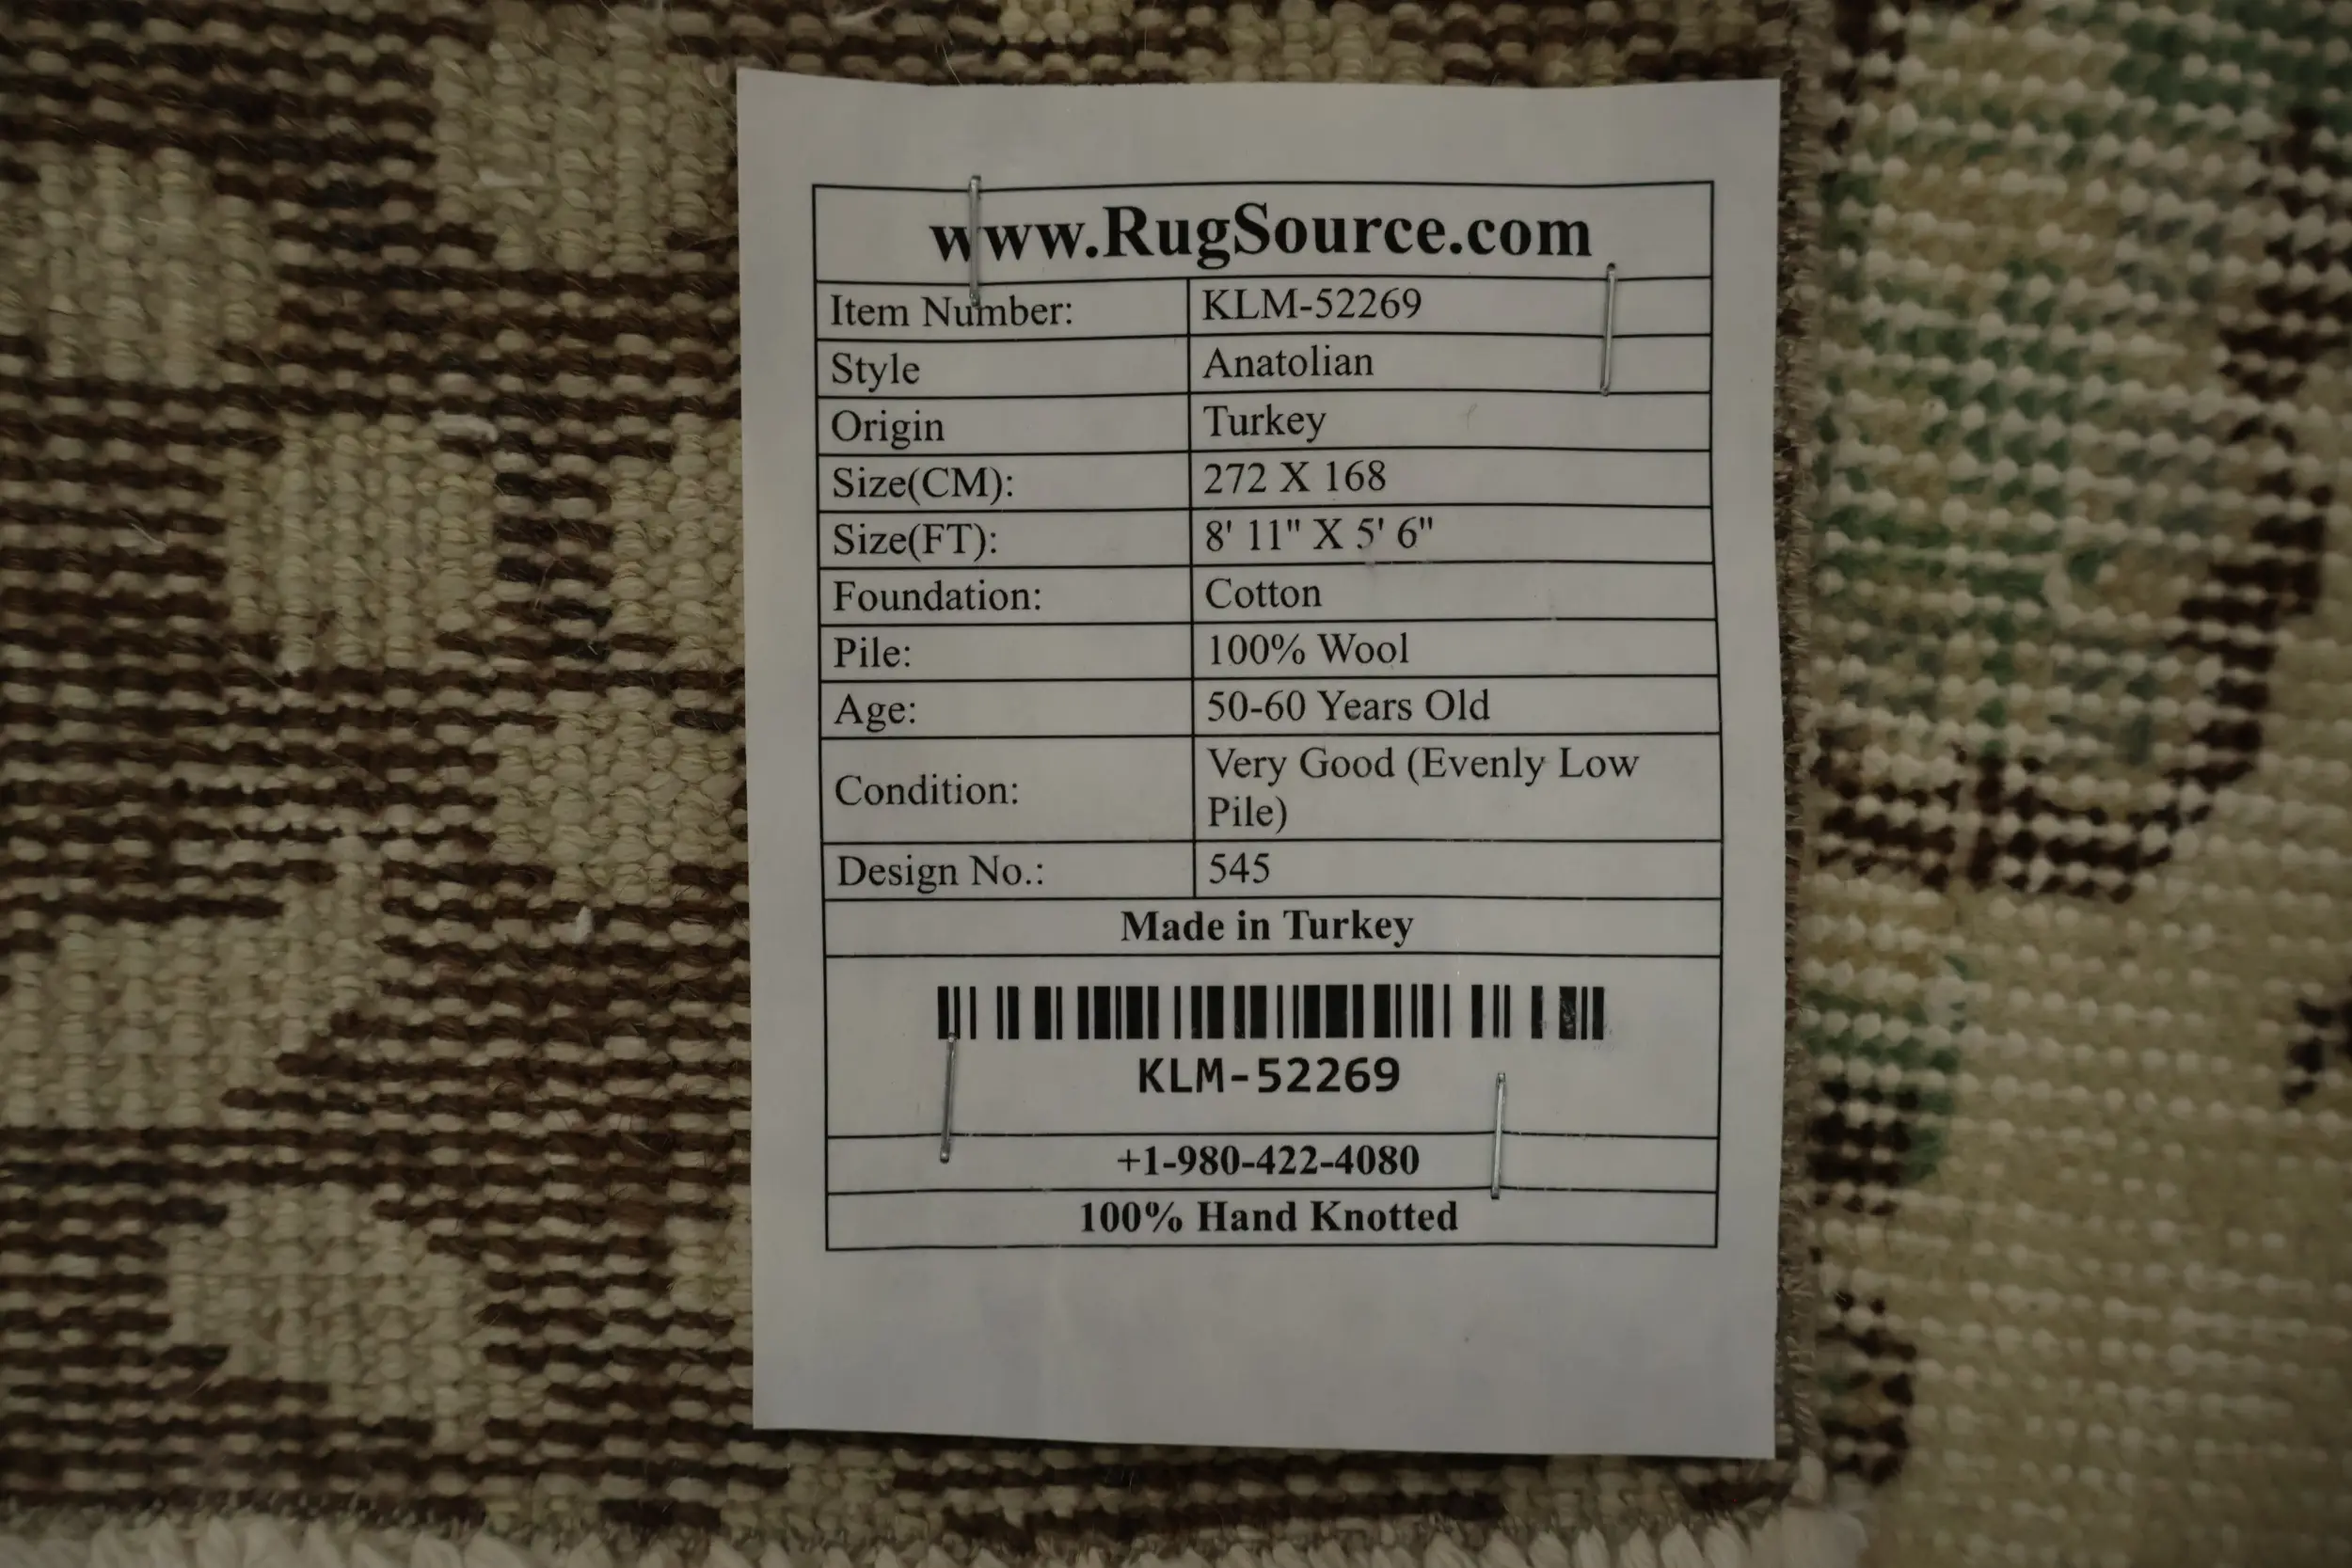 www.RugSource.com
Item Number: KLM-52269
Style Anatolian
Origin Turkey
Size(CM): 272 X 168
Size(FT): 8' 11" X 5' 6"
Foundation: Cotton
Pile: 100% Wool
Age: 50-60 Years Old
Condition: Very Good (Evenly Low
Pile)
Design No.: 545
Made in Turkey
KLM-52269
+1-980-422-4080
100% Hand Knotted